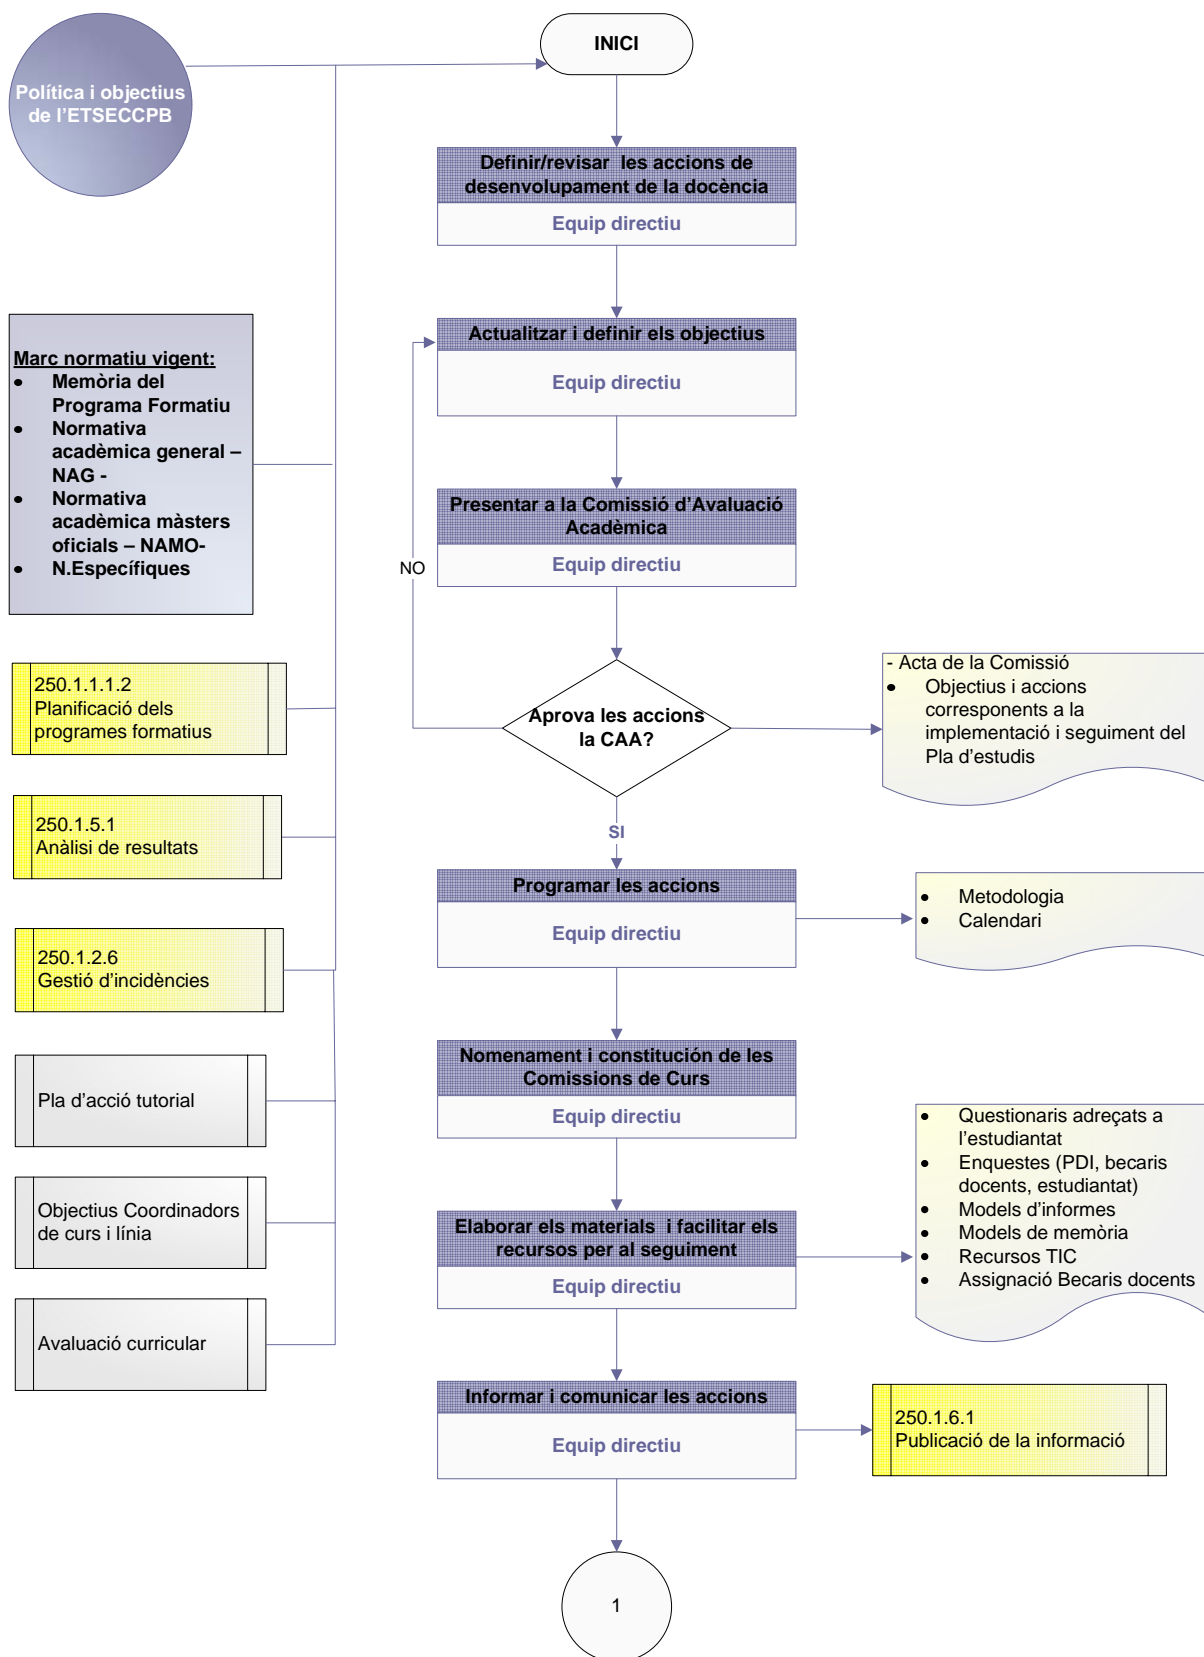 INICI
Política i objectius
de l'ETSECCPB
Definir/revisar les accions de
desenvolupament de la docència
Equip directiu
Actualitzar i definir els objectius
Equip directiu
Marc normatiu vigent:
• Memòria del
Programa Formatiu
• Normativa
acadèmica general –
NAG -
• Normativa
acadèmica màsters
oficials – NAMO-
• N.Específiques
Presentar a la Comissió d'Avaluació
Acadèmica
Equip directiu
NO
250.1.1.1.2
Planificació dels
programes formatius
Aprova les accions
la CAA?
- Acta de la Comissió
• Objectius i accions
corresponents a la
implementació i seguiment del
Pla d'estudis
250.1.5.1
Anàlisi de resultats
SI
Programar les accions
Equip directiu
• Metodologia
• Calendari
250.1.2.6
Gestió d'incidències
Nomenament i constitución de les
Comissions de Curs
Equip directiu
Pla d'acció tutorial
• Questionaris adreçats a
l'estudiantat
• Enquestes (PDI, becaris
docents, estudiantat)
• Models d'informes
• Models de memòria
• Recursos TIC
• Assignació Becaris docents
Objectius Coordinadors
de curs i línia
Elaborar els materials i facilitar els
recursos per al seguiment
Equip directiu
Avaluació curricular
Informar i comunicar les accions
Equip directiu
250.1.6.1
Publicació de la informació
1